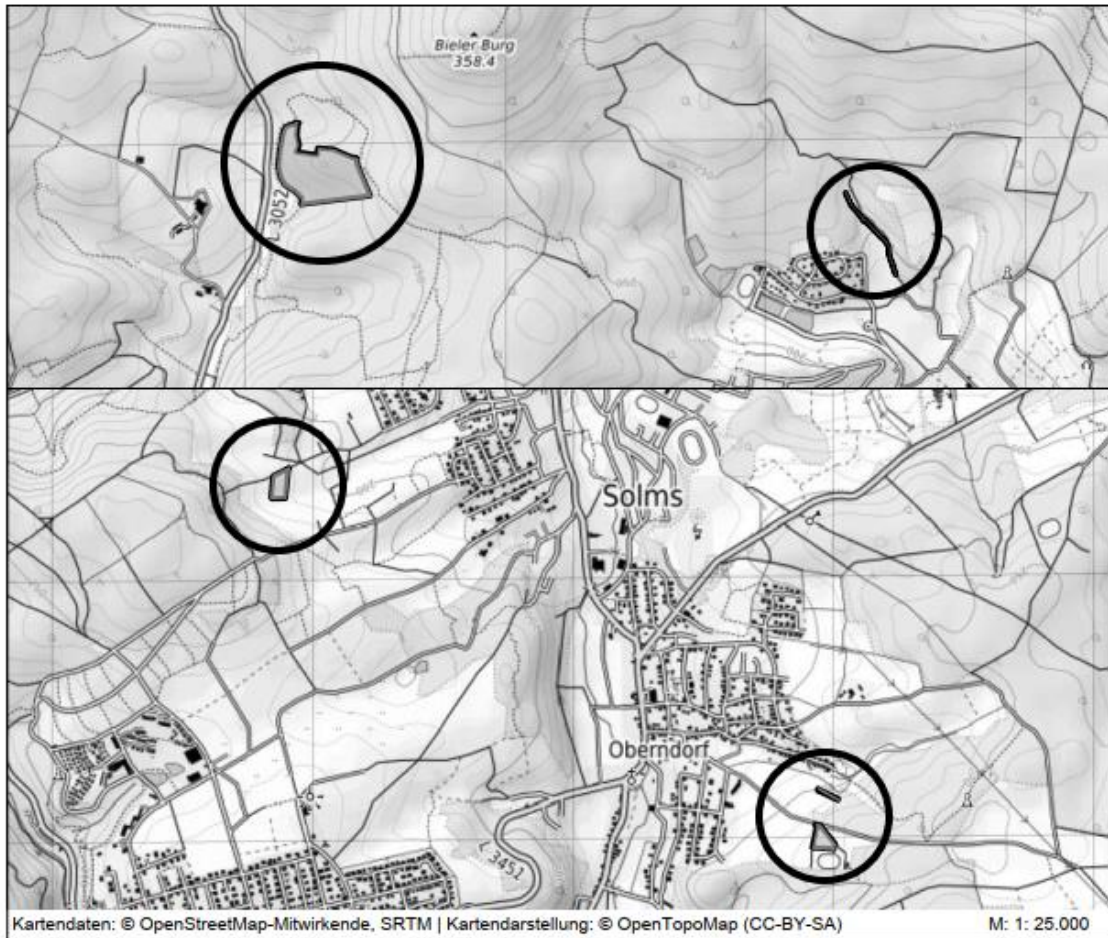 Bieler Burg
358.4
L 3052
Solms
Oberndorf
L 3451
Kartendaten: © OpenStreetMap-Mitwirkende, SRTM | Kartendarstellung: © OpenTopoMap (CC-BY-SA) M: 1: 25.000